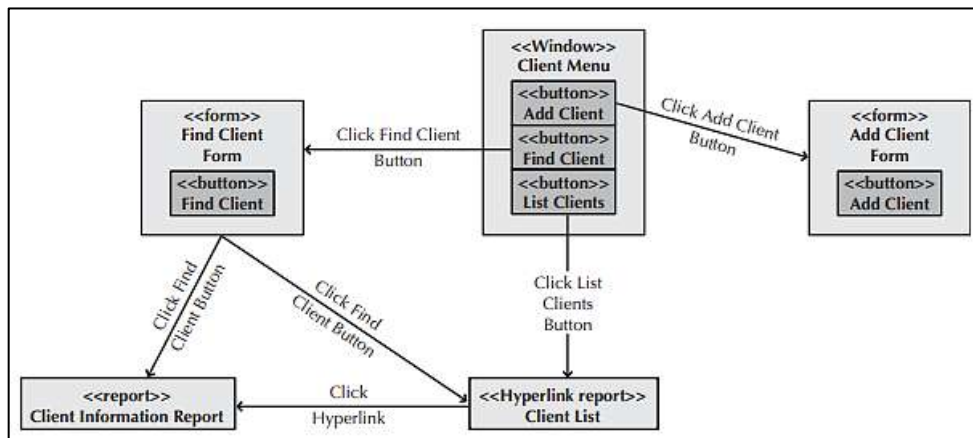 <<Window>>
Client Menu
<<button>>
Add Client
<<button>>
Find Client
<<button>>
List Clients
<<form>>
Find Client
Form
<<button>>
Find Client
Click Find Client
Button
Click Add Client
Button
<<form>>
Add Client
Form
<<button>>
Add Client
Click Find
Client Button
Click Find
Client Button
Click List
Clients
Button
<<report>>
Client Information Report
Click
Hyperlink
<<Hyperlink report>>
Client List